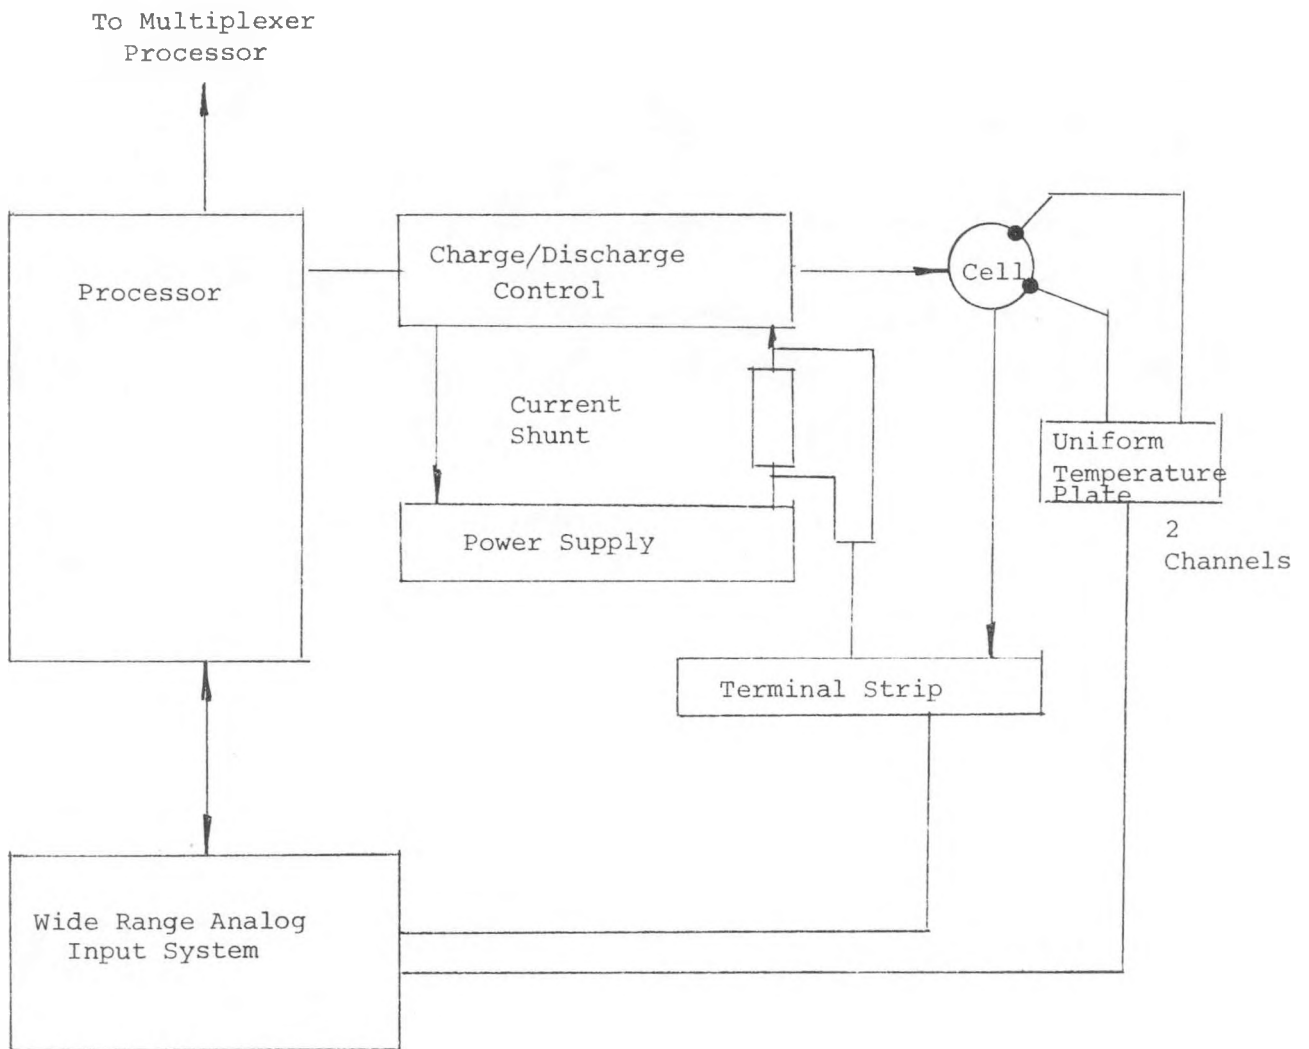 To Multiplexer
Processor
Processor
Charge/Discharge
Control
Cell
Current
Shunt
Uniform
Temperature
Plate
2
Channels
Power Supply
Terminal Strip
Wide Range Analog
Input System